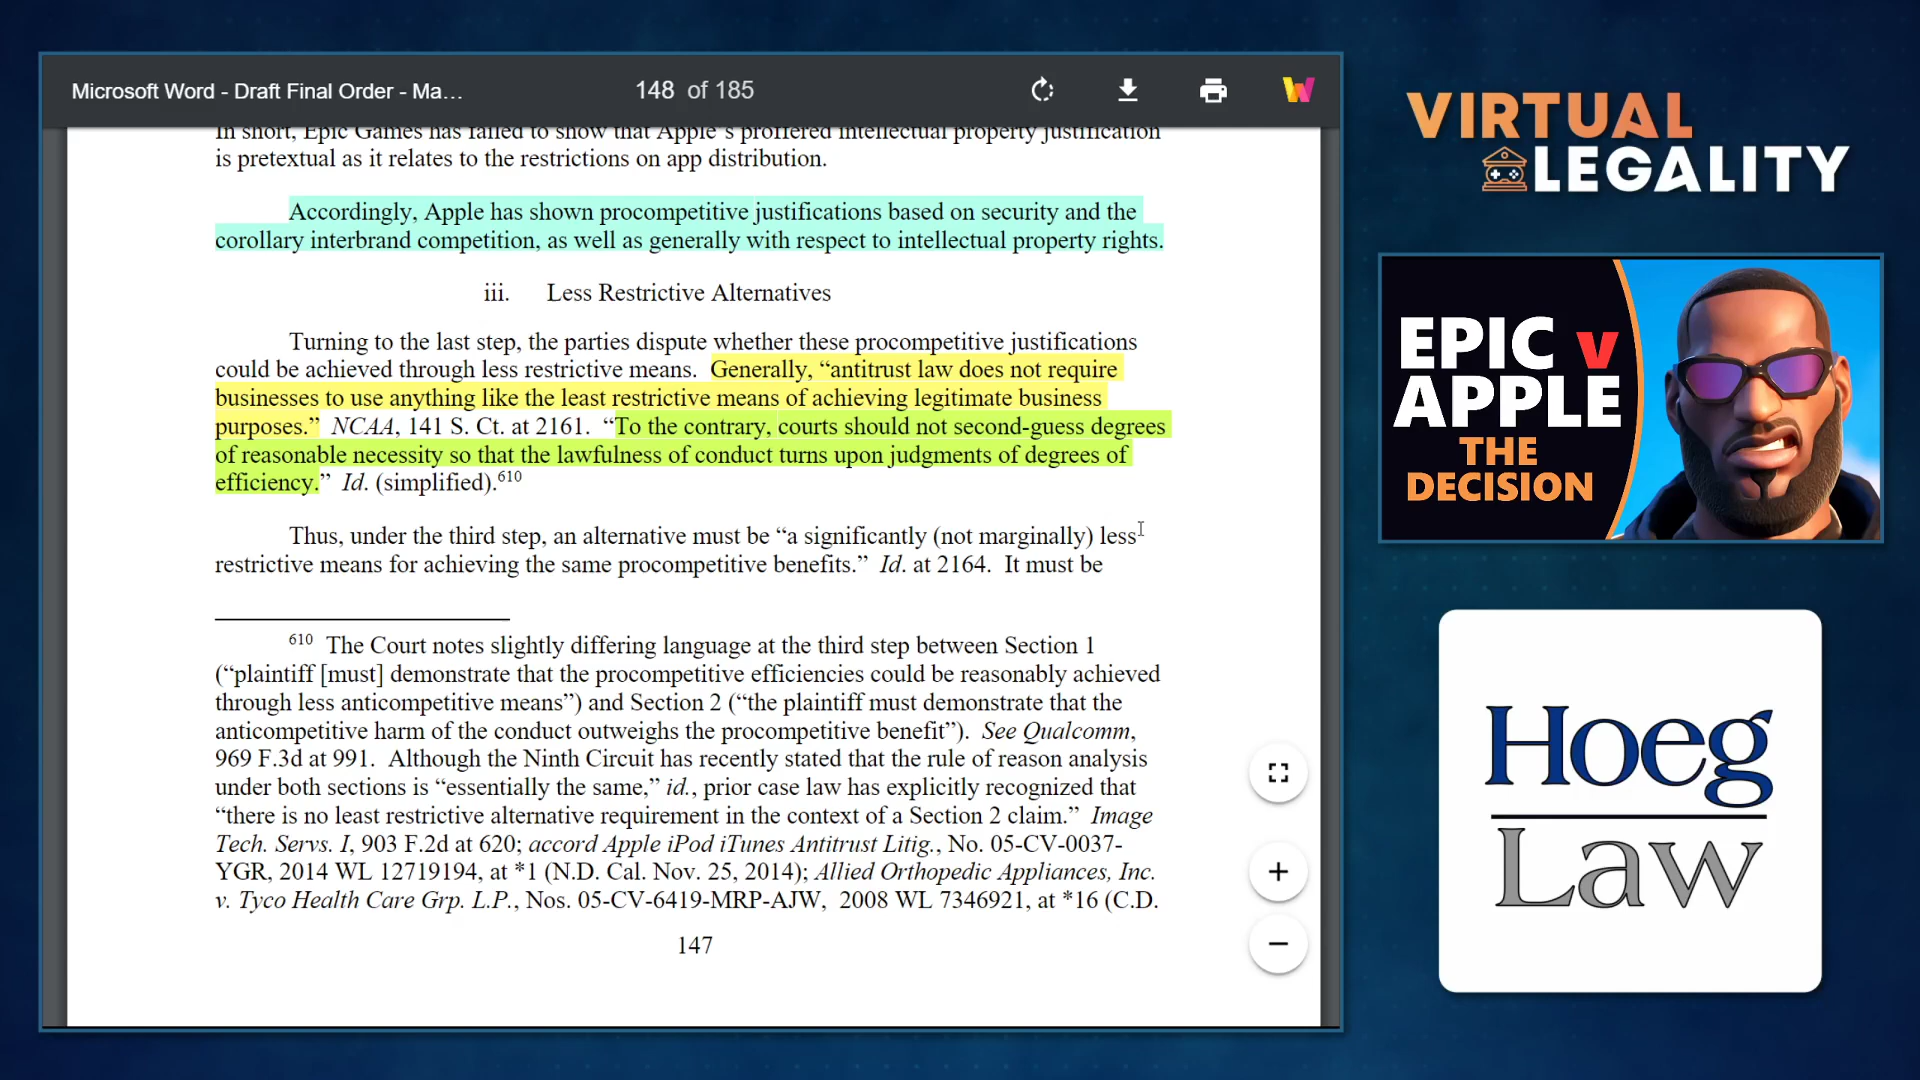 Microsoft Word - Draft Final Order - Ma...
148 of 185
In short, Epic Games has failed to show that Apple's proffered intellectual property justification
is pretextual as it relates to the restrictions on app distribution.
Accordingly, Apple has shown procompetitive justifications based on security and the
corollary interbrand competition, as well as generally with respect to intellectual property rights.
iii. Less Restrictive Alternatives
Turning to the last step, the parties dispute whether these procompetitive justifications
could be achieved through less restrictive means. Generally, “antitrust law does not require
businesses to use anything like the least restrictive means of achieving legitimate business
purposes.” NCAA, 141 S. Ct. at 2161. “To the contrary, courts should not second-guess degrees
of reasonable necessity so that the lawfulness of conduct turns upon judgments of degrees of
efficiency.” Id. (simplified).610
Thus, under the third step, an alternative must be “a significantly (not marginally) less
restrictive means for achieving the same procompetitive benefits.” Id. at 2164. It must be
610 The Court notes slightly differing language at the third step between Section 1
(“plaintiff [must] demonstrate that the procompetitive efficiencies could be reasonably achieved
through less anticompetitive means”) and Section 2 (“the plaintiff must demonstrate that the
anticompetitive harm of the conduct outweighs the procompetitive benefit”). See Qualcomm,
969 F.3d at 991. Although the Ninth Circuit has recently stated that the rule of reason analysis
under both sections is “essentially the same,” id., prior case law has explicitly recognized that
“there is no least restrictive alternative requirement in the context of a Section 2 claim.” Image
Tech. Servs. I, 903 F.2d at 620; accord Apple iPod iTunes Antitrust Litig., No. 05-CV-0037-
YGR, 2014 WL 12719194, at *1 (N.D. Cal. Nov. 25, 2014); Allied Orthopedic Appliances, Inc.
v. Tyco Health Care Grp. L.P., Nos. 05-CV-6419-MRP-AJW, 2008 WL 7346921, at *16 (C.D.
147
VIRTUAL
LEGALITY
EPIC v
APPLE
THE
DECISION
Hoeg
Law